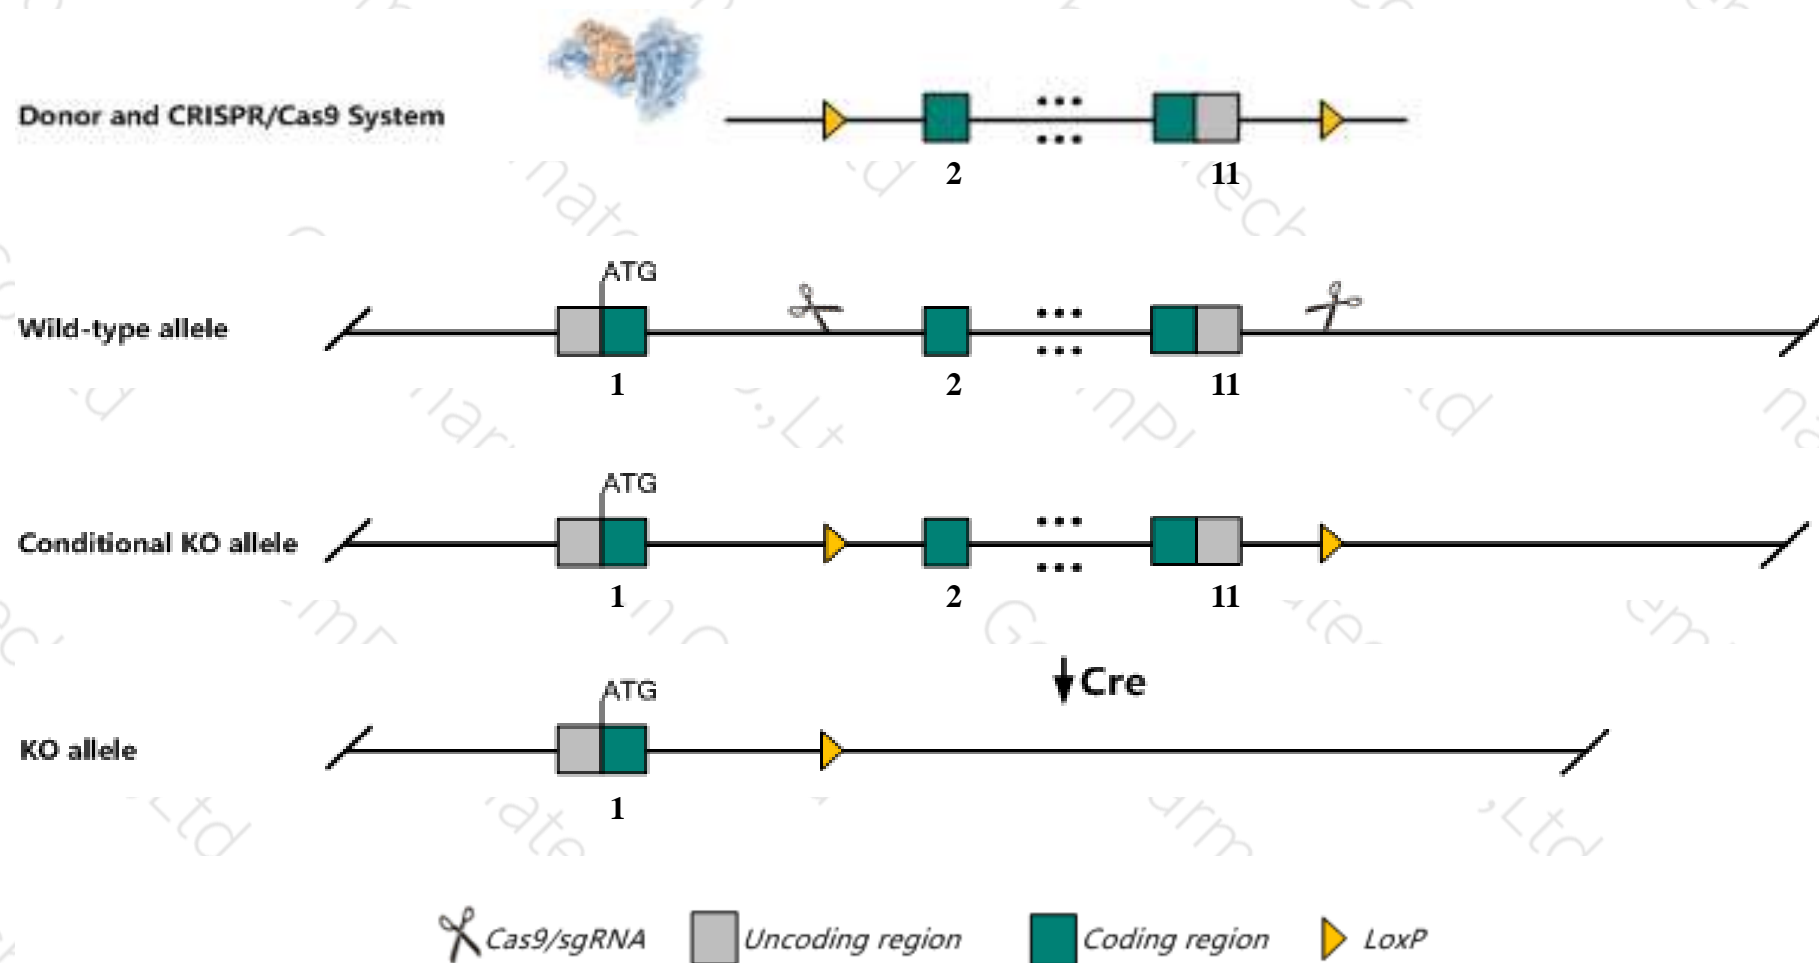 Donor and CRISPR/Cas9 System
2 11
ATG
Wild-type allele
1 2 11
ATG
Conditional KO allele
1 2 11
Cre
ATG
KO allele
1
Cas9/sgRNA Uncoding region Coding region LoxP